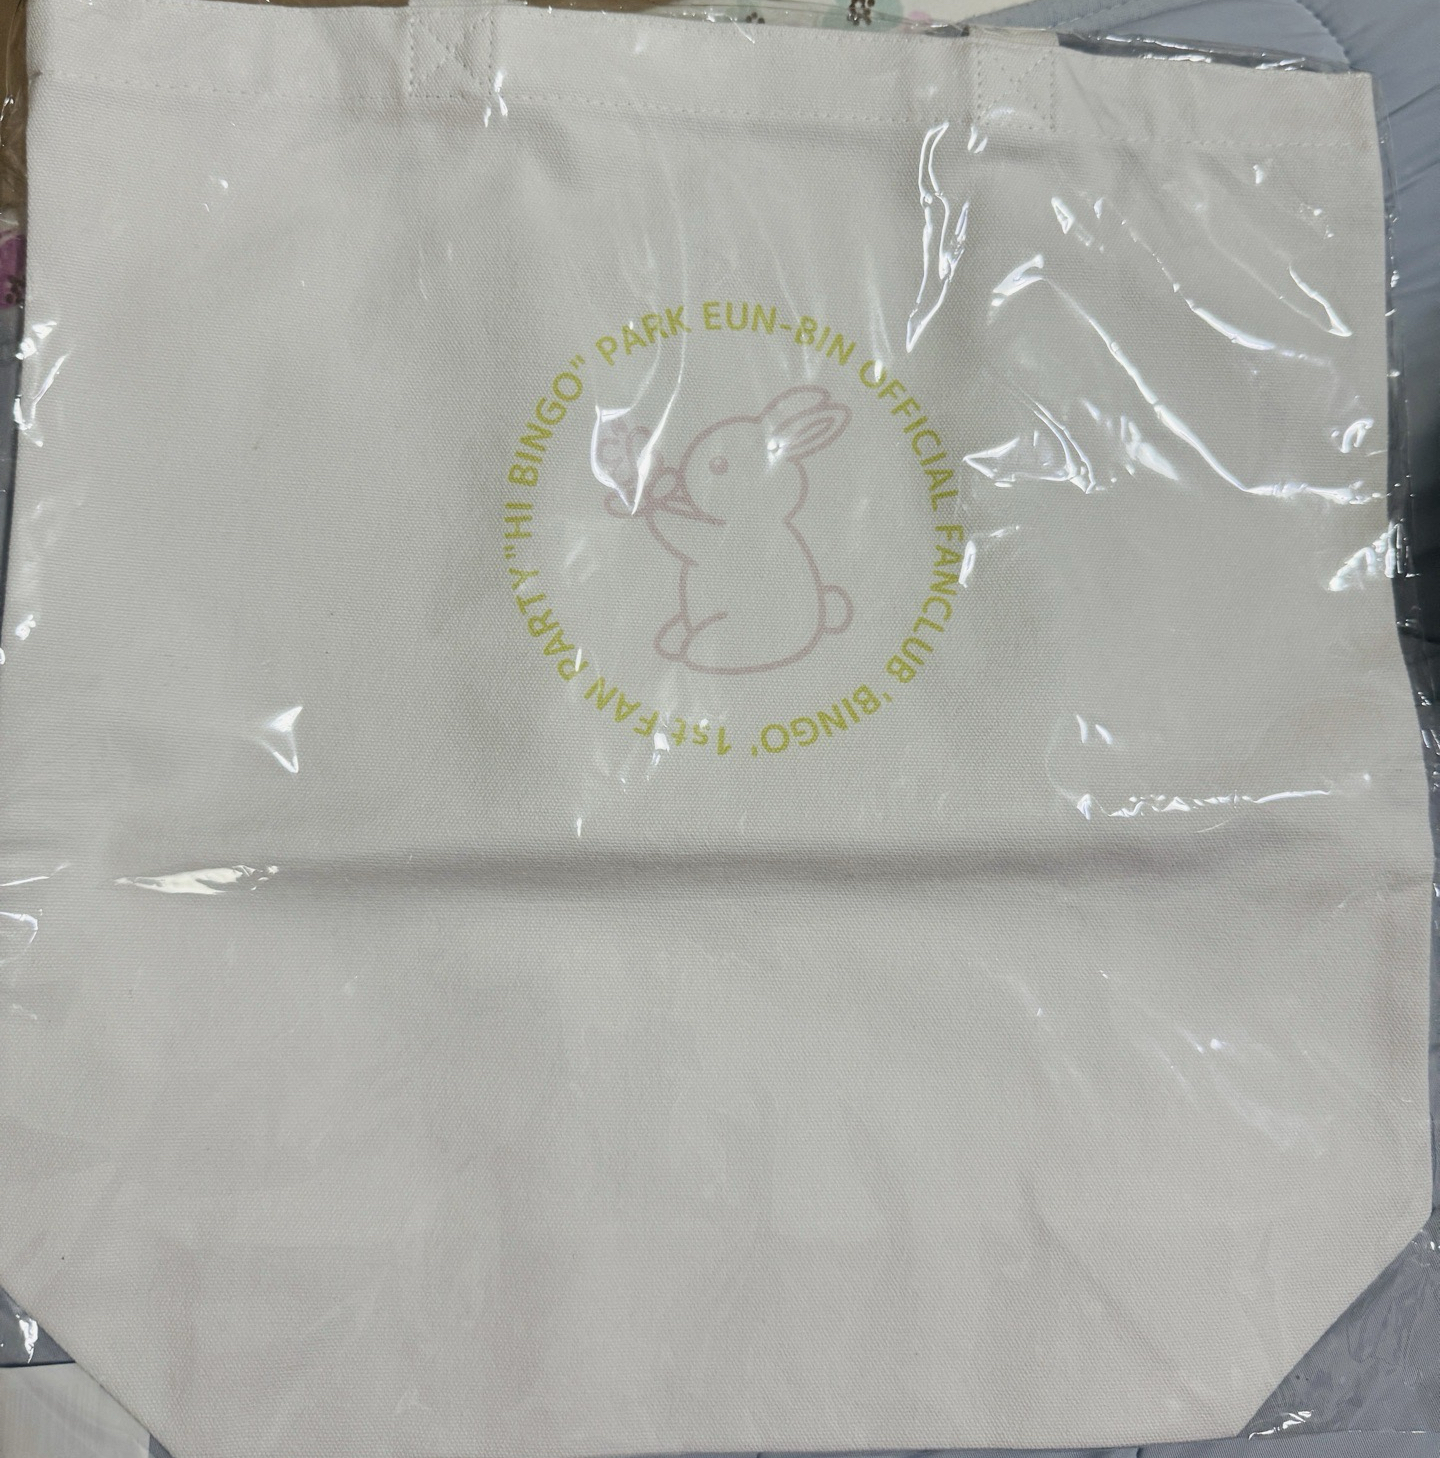 PARK EUN-BIN OFFICIAL FANCLUB 'BINGO' 1st FAN PARTY "HI BINGO"